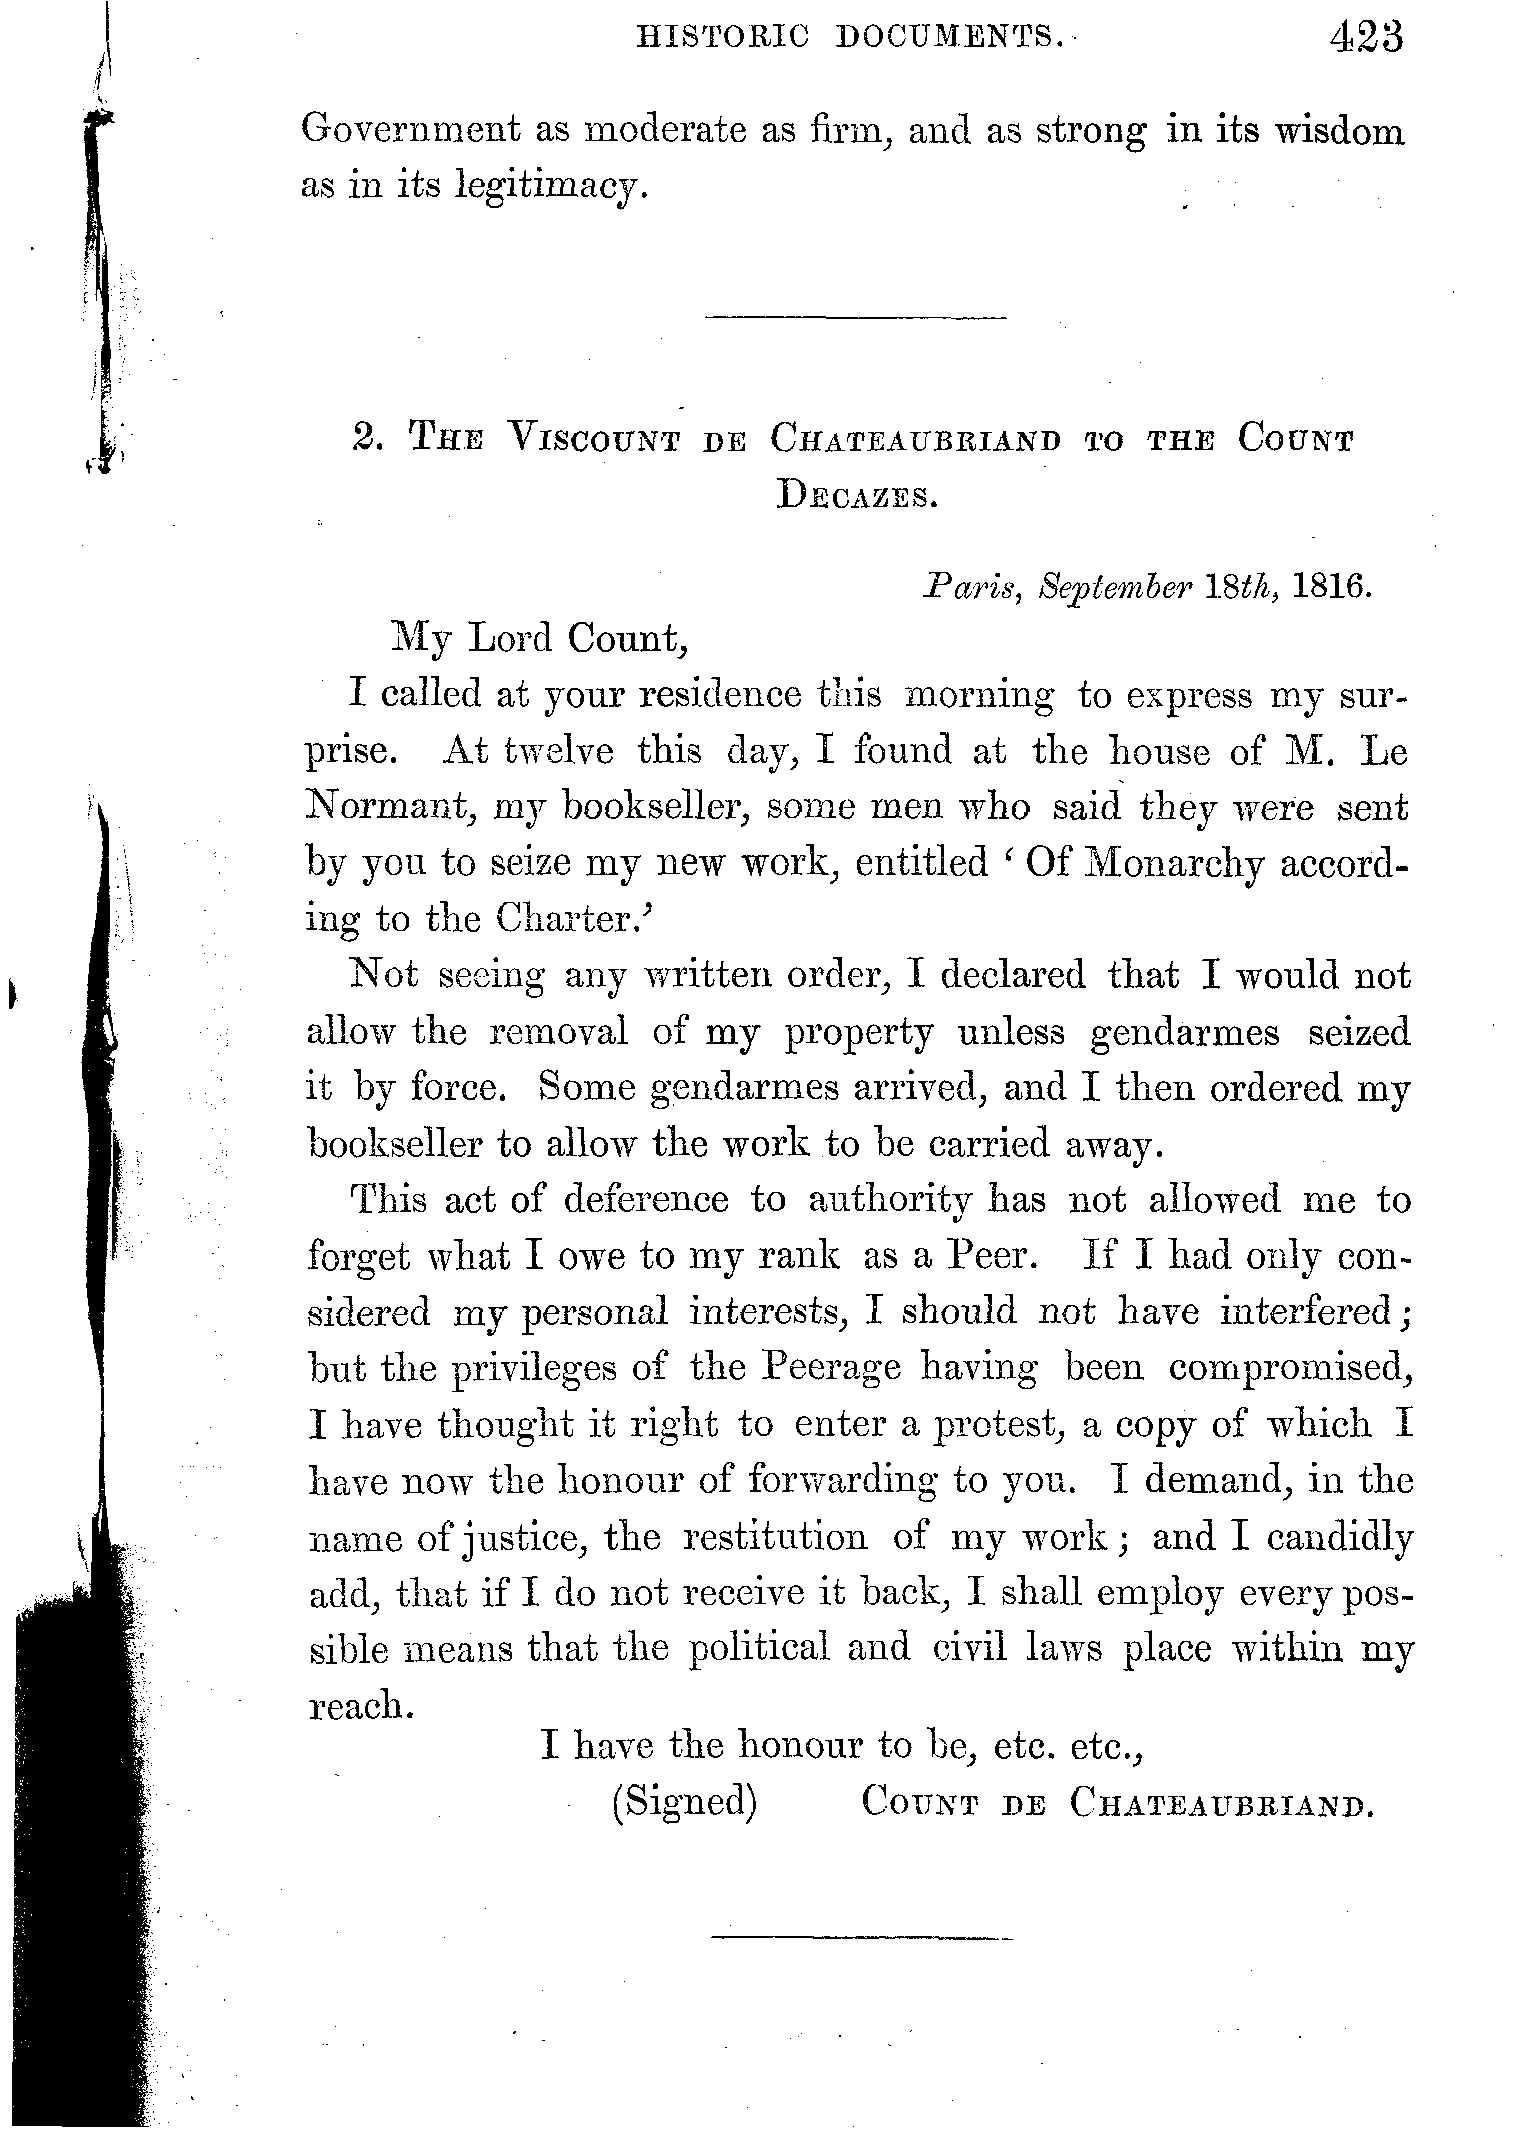 HISTORIC DOCUMENTS. 423
Government as moderate as firm, and as strong in its wisdom
as in its legitimacy.
2. The Viscount de Chateaubriand to the Count
Decazes.
Paris, September 18th, 1816.
My Lord Count,
I called at your residence this morning to express my sur-
prise. At twelve this day, I found at the house of M. Le
Normant, my bookseller, some men who said they were sent
by you to seize my new work, entitled ‘ Of Monarchy accord-
ing to the Charter.’
Not seeing any written order, I declared that I would not
allow the removal of my property unless gendarmes seized
it by force. Some gendarmes arrived, and I then ordered my
bookseller to allow the work to be carried away.
This act of deference to authority has not allowed me to
forget what I owe to my rank as a Peer. If I had only con-
sidered my personal interests, I should not have interfered;
but the privileges of the Peerage having been compromised,
I have thought it right to enter a protest, a copy of which I
have now the honour of forwarding to you. I demand, in the
name of justice, the restitution of my work; and I candidly
add, that if I do not receive it back, I shall employ every pos-
sible means that the political and civil laws place within my
reach.
I have the honour to be, etc. etc.,
(Signed) Count de Chateaubriand.